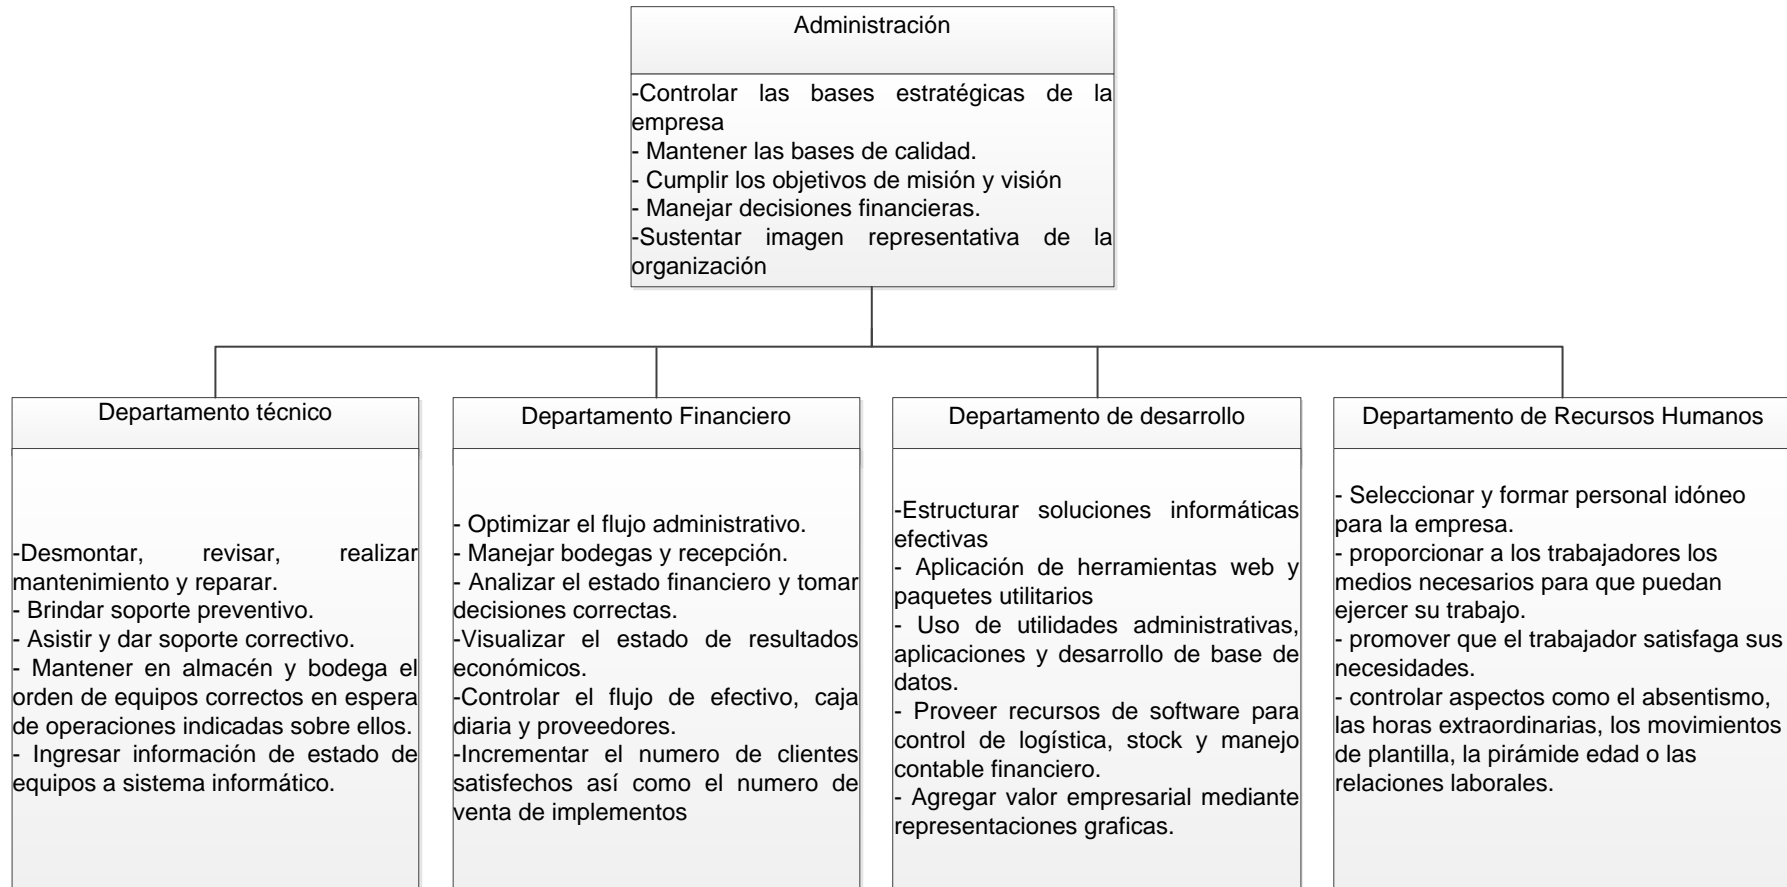 Administración
-Controlar las bases estratégicas de la
empresa
- Mantener las bases de calidad.
- Cumplir los objetivos de misión y visión
- Manejar decisiones financieras.
-Sustentar imagen representativa de la
organización
Departamento técnico
-Desmontar, revisar, realizar
mantenimiento y reparar.
- Brindar soporte preventivo.
- Asistir y dar soporte correctivo.
- Mantener en almacén y bodega el
orden de equipos correctos en espera
de operaciones indicadas sobre ellos.
- Ingresar información de estado de
equipos a sistema informático.
Departamento Financiero
- Optimizar el flujo administrativo.
- Manejar bodegas y recepción.
- Analizar el estado financiero y tomar
decisiones correctas.
-Visualizar el estado de resultados
económicos.
-Controlar el flujo de efectivo, caja
diaria y proveedores.
-Incrementar el numero de clientes
satisfechos así como el numero de
venta de implementos
Departamento de desarrollo
-Estructurar soluciones informáticas
efectivas
- Aplicación de herramientas web y
paquetes utilitarios
- Uso de utilidades administrativas,
aplicaciones y desarrollo de base de
datos.
- Proveer recursos de software para
control de logística, stock y manejo
contable financiero.
- Agregar valor empresarial mediante
representaciones graficas.
Departamento de Recursos Humanos
- Seleccionar y formar personal idóneo
para la empresa.
- proporcionar a los trabajadores los
medios necesarios para que puedan
ejercer su trabajo.
- promover que el trabajador satisfaga sus
necesidades.
- controlar aspectos como el absentismo,
las horas extraordinarias, los movimientos
de plantilla, la pirámide edad o las
relaciones laborales.